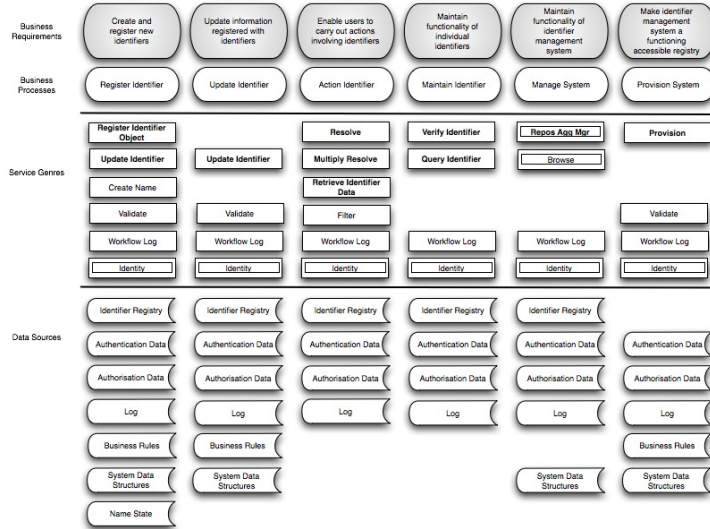 Business Requirements
Create and register new identifiers
Update information registered with identifiers
Enable users to carry out actions involving identifiers
Maintain functionality of individual identifiers
Maintain functionality of identifier management system
Make identifier management system a functioning accessible registry
Business Processes
Register Identifier
Update Identifier
Action Identifier
Maintain Identifier
Manage System
Provision System
Service Genres
Register Identifier Object
Resolve
Verify Identifier
Repos Agg Mgr
Provision
Update Identifier
Update Identifier
Multiply Resolve
Query Identifier
Browse
Create Name
Retrieve Identifier Data
Validate
Validate
Filter
Validate
Workflow Log
Workflow Log
Workflow Log
Workflow Log
Workflow Log
Workflow Log
Identity
Identity
Identity
Identity
Identity
Identity
Data Sources
Identifier Registry
Identifier Registry
Identifier Registry
Identifier Registry
Identifier Registry
Authentication Data
Authentication Data
Authentication Data
Authentication Data
Authentication Data
Authentication Data
Authorisation Data
Authorisation Data
Authorisation Data
Authorisation Data
Authorisation Data
Authorisation Data
Log
Log
Log
Log
Log
Log
Business Rules
Business Rules
Business Rules
System Data Structures
System Data Structures
System Data Structures
System Data Structures
Name State